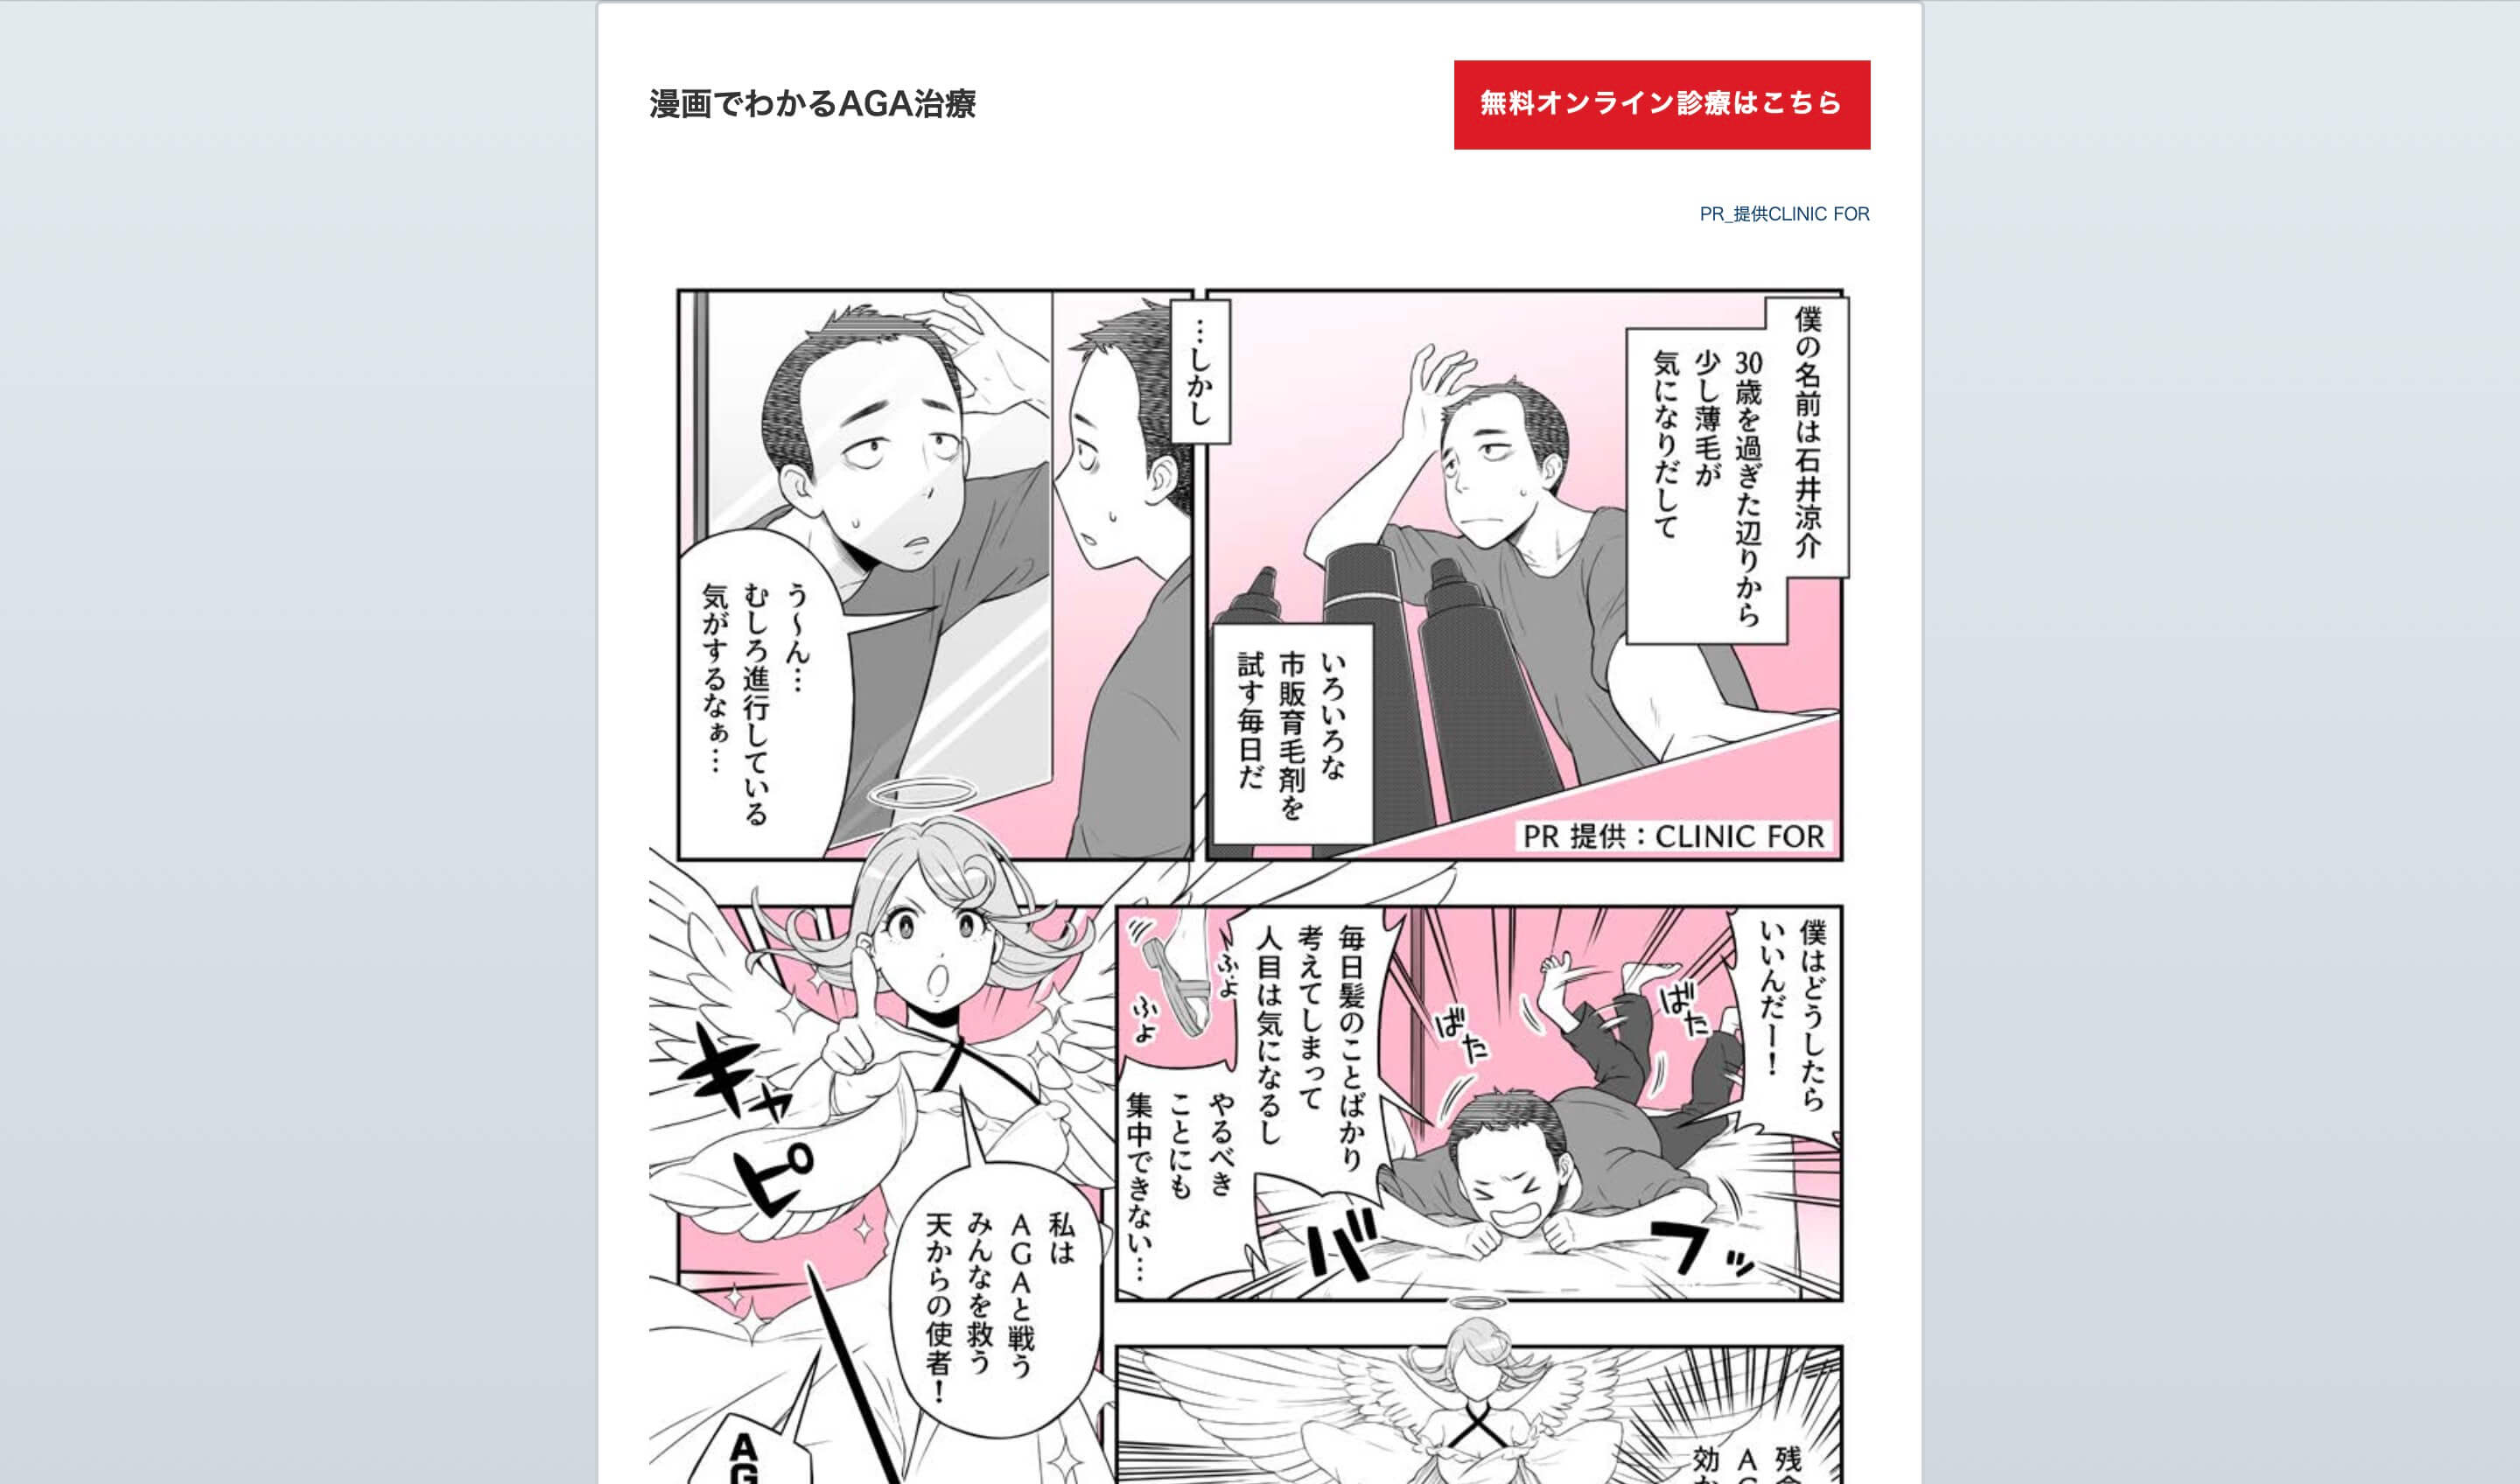 漫画でわかるAGA治療
無料オンライン診療はこちら
PR_提供CLINIC FOR
僕の名前は石井涼介
30歳を過ぎた辺りから
少し薄毛が
気になりだして
いろいろな
市販育毛剤を
試す毎日だ
PR 提供：CLINIC FOR
…しかし
う〜ん…
むしろ進行している
気がするなぁ…
僕はどうしたら
いいんだー！
ばた
ばた
毎日髪のことばかり
考えてしまって
人目は気になるし
やるべき
ことにも
集中できない…
バ
フッ
ふよ
ふよ
キャ
ピ
私は
AGAと戦う
みんなを救う
天からの使者！
AG
残念